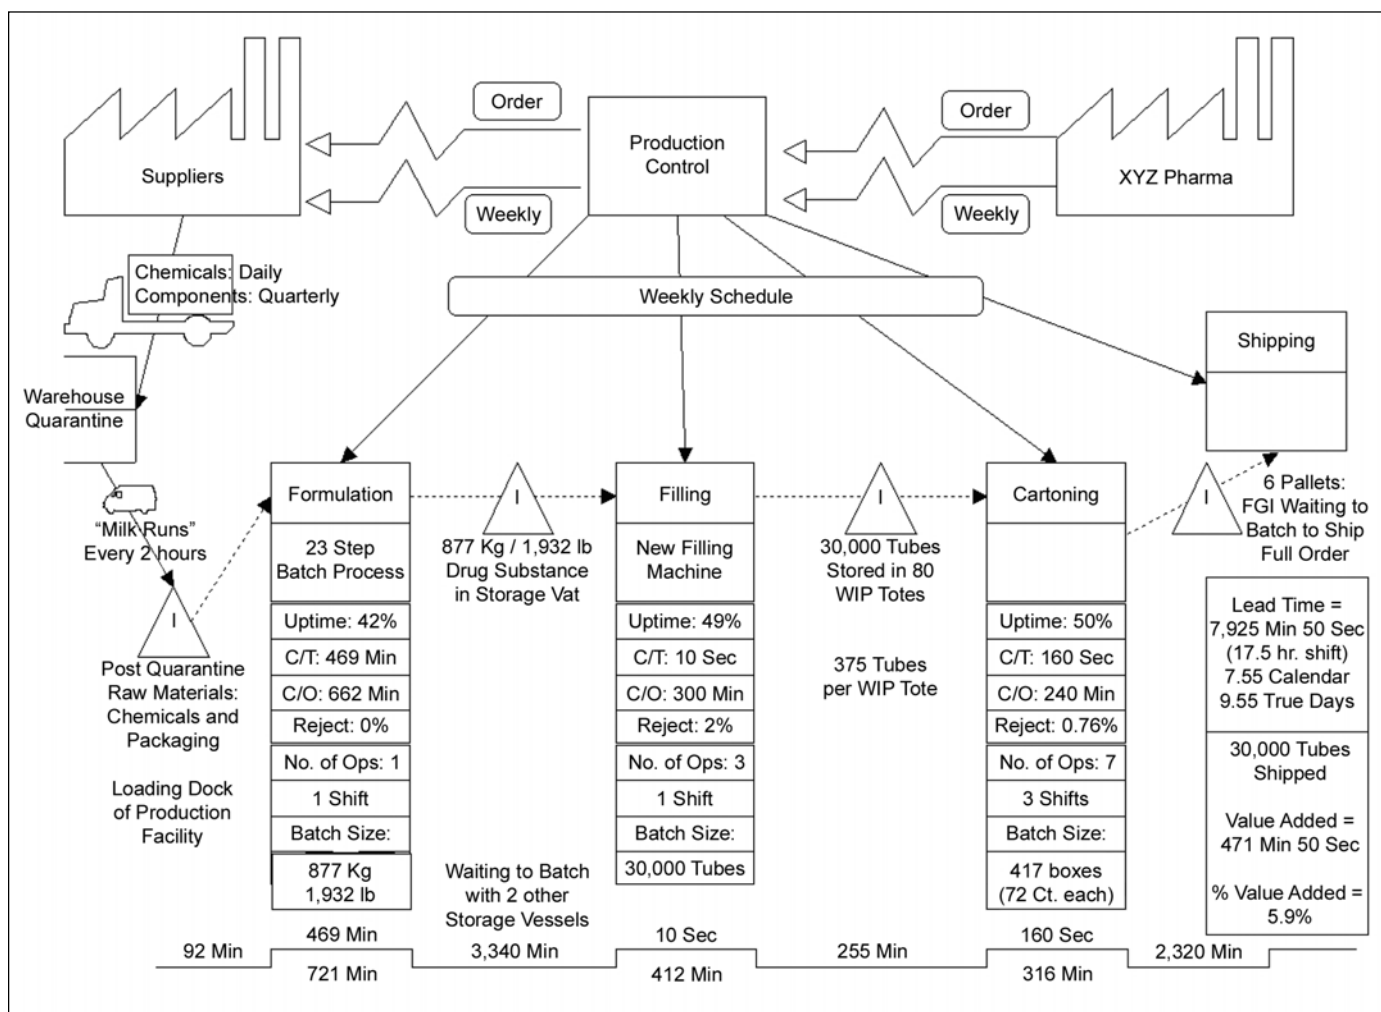 Order
Order
Production
Control
Suppliers
XYZ Pharma
Weekly
Weekly
Chemicals: Daily
Components: Quarterly
Weekly Schedule
Shipping
Warehouse
Quarantine
"Milk Runs"
Every 2 hours
I
Post Quarantine
Raw Materials:
Chemicals and
Packaging
Loading Dock
of Production
Facility
Formulation
23 Step
Batch Process
Uptime: 42%
C/T: 469 Min
C/O: 662 Min
Reject: 0%
No. of Ops: 1
1 Shift
Batch Size:
877 Kg
1,932 lb
I
877 Kg / 1,932 lb
Drug Substance
in Storage Vat
Waiting to Batch
with 2 other
Storage Vessels
Filling
New Filling
Machine
Uptime: 49%
C/T: 10 Sec
C/O: 300 Min
Reject: 2%
No. of Ops: 3
1 Shift
Batch Size:
30,000 Tubes
I
30,000 Tubes
Stored in 80
WIP Totes
375 Tubes
per WIP Tote
Cartoning
Uptime: 50%
C/T: 160 Sec
C/O: 240 Min
Reject: 0.76%
No. of Ops: 7
3 Shifts
Batch Size:
417 boxes
(72 Ct. each)
I
6 Pallets:
FGI Waiting to
Batch to Ship
Full Order
Lead Time =
7,925 Min 50 Sec
(17.5 hr. shift)
7.55 Calendar
9.55 True Days
30,000 Tubes
Shipped
Value Added =
471 Min 50 Sec
% Value Added =
5.9%
92 Min
469 Min
721 Min
3,340 Min
10 Sec
412 Min
255 Min
160 Sec
316 Min
2,320 Min